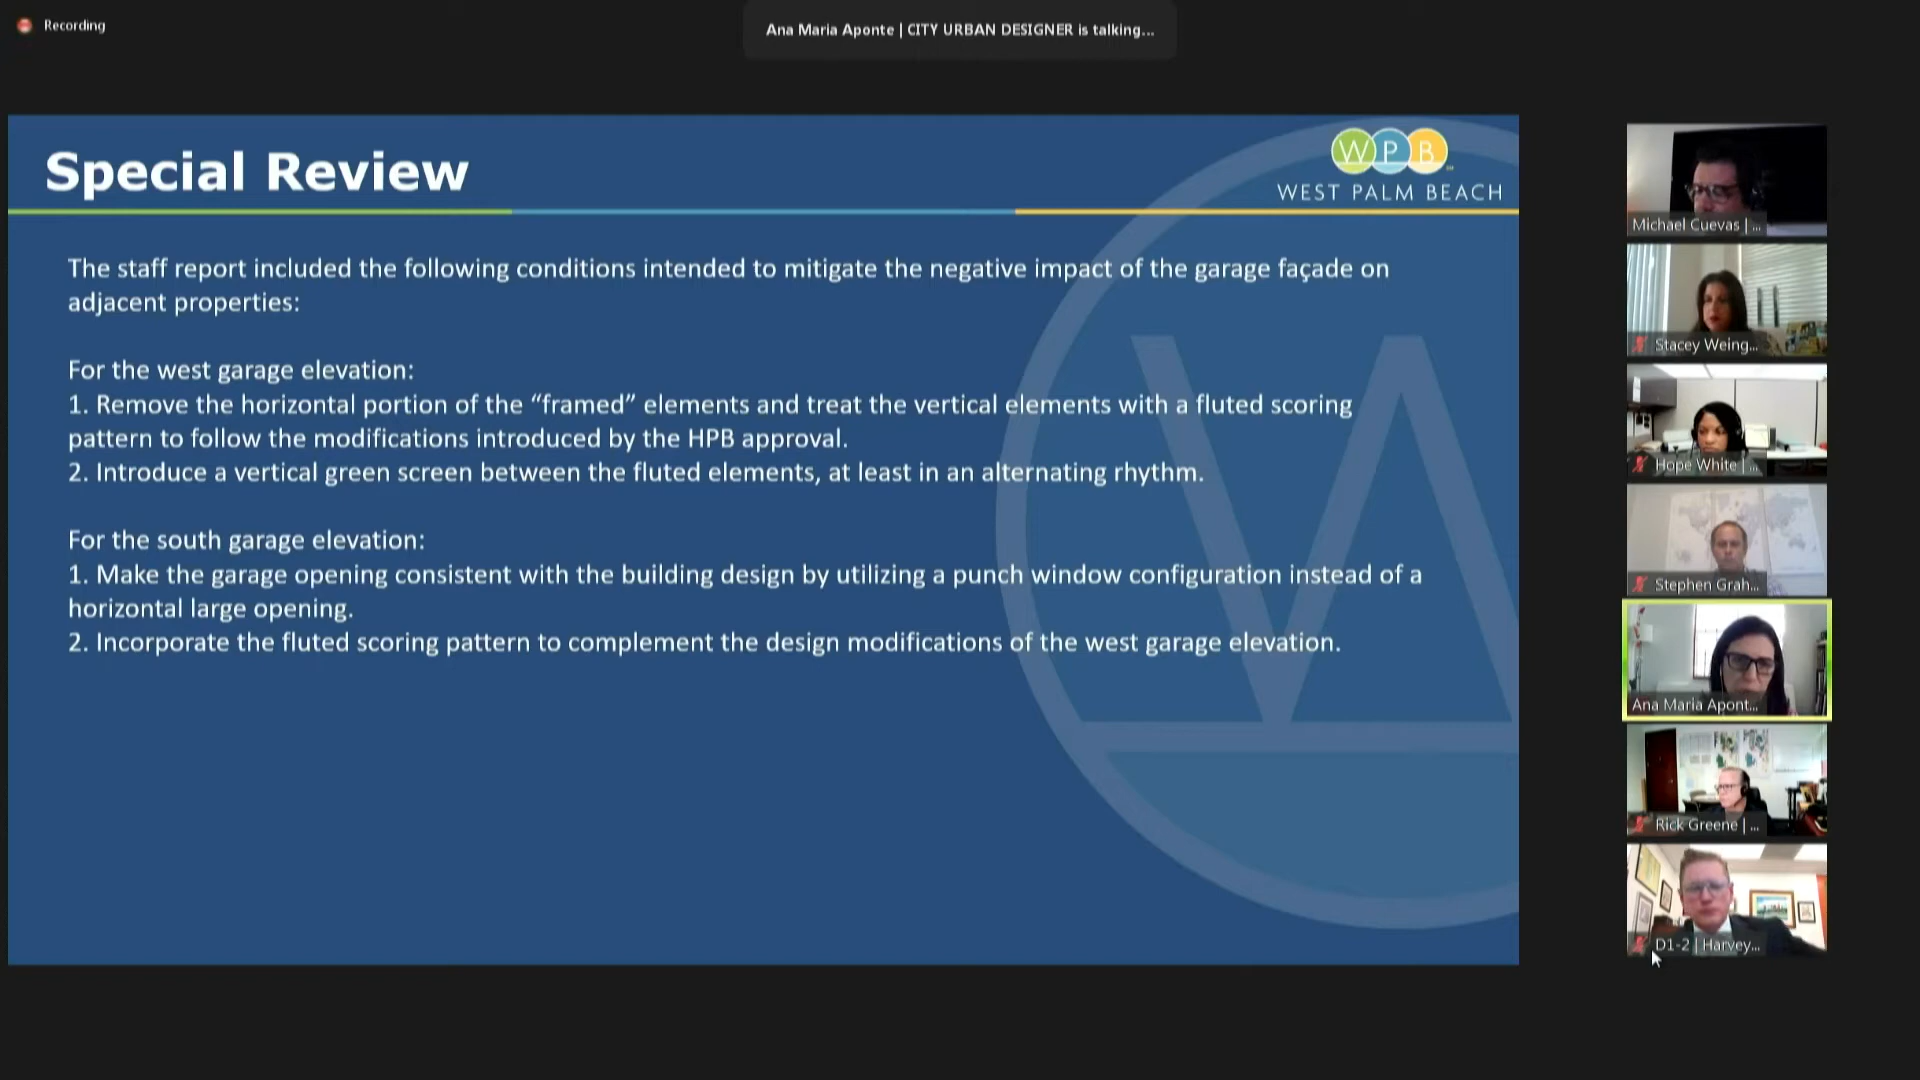 Recording
Ana Maria Aponte | CITY URBAN DESIGNER is talking...
Special Review
WPB
WEST PALM BEACH
The staff report included the following conditions intended to mitigate the negative impact of the garage façade on
adjacent properties:
For the west garage elevation:
1. Remove the horizontal portion of the “framed” elements and treat the vertical elements with a fluted scoring
pattern to follow the modifications introduced by the HPB approval.
2. Introduce a vertical green screen between the fluted elements, at least in an alternating rhythm.
For the south garage elevation:
1. Make the garage opening consistent with the building design by utilizing a punch window configuration instead of a
horizontal large opening.
2. Incorporate the fluted scoring pattern to complement the design modifications of the west garage elevation.
Michael Cuevas | ...
Stacey Weing...
Hope White | ...
Stephen Grah...
Ana Maria Apont...
Rick Greene | ...
D1-2 | Harvey...